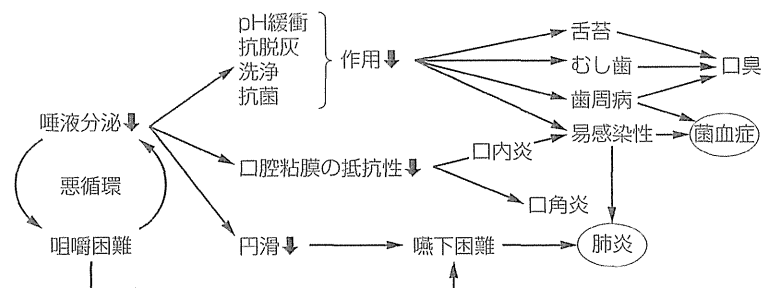 pH緩衝
抗脱灰
洗浄
抗菌
作用⬇
舌苔
むし歯
口臭
歯周病
唾液分泌⬇
易感染性
菌血症
口内炎
口腔粘膜の抵抗性⬇
悪循環
口角炎
咀嚼困難
円滑⬇
嚥下困難
肺炎